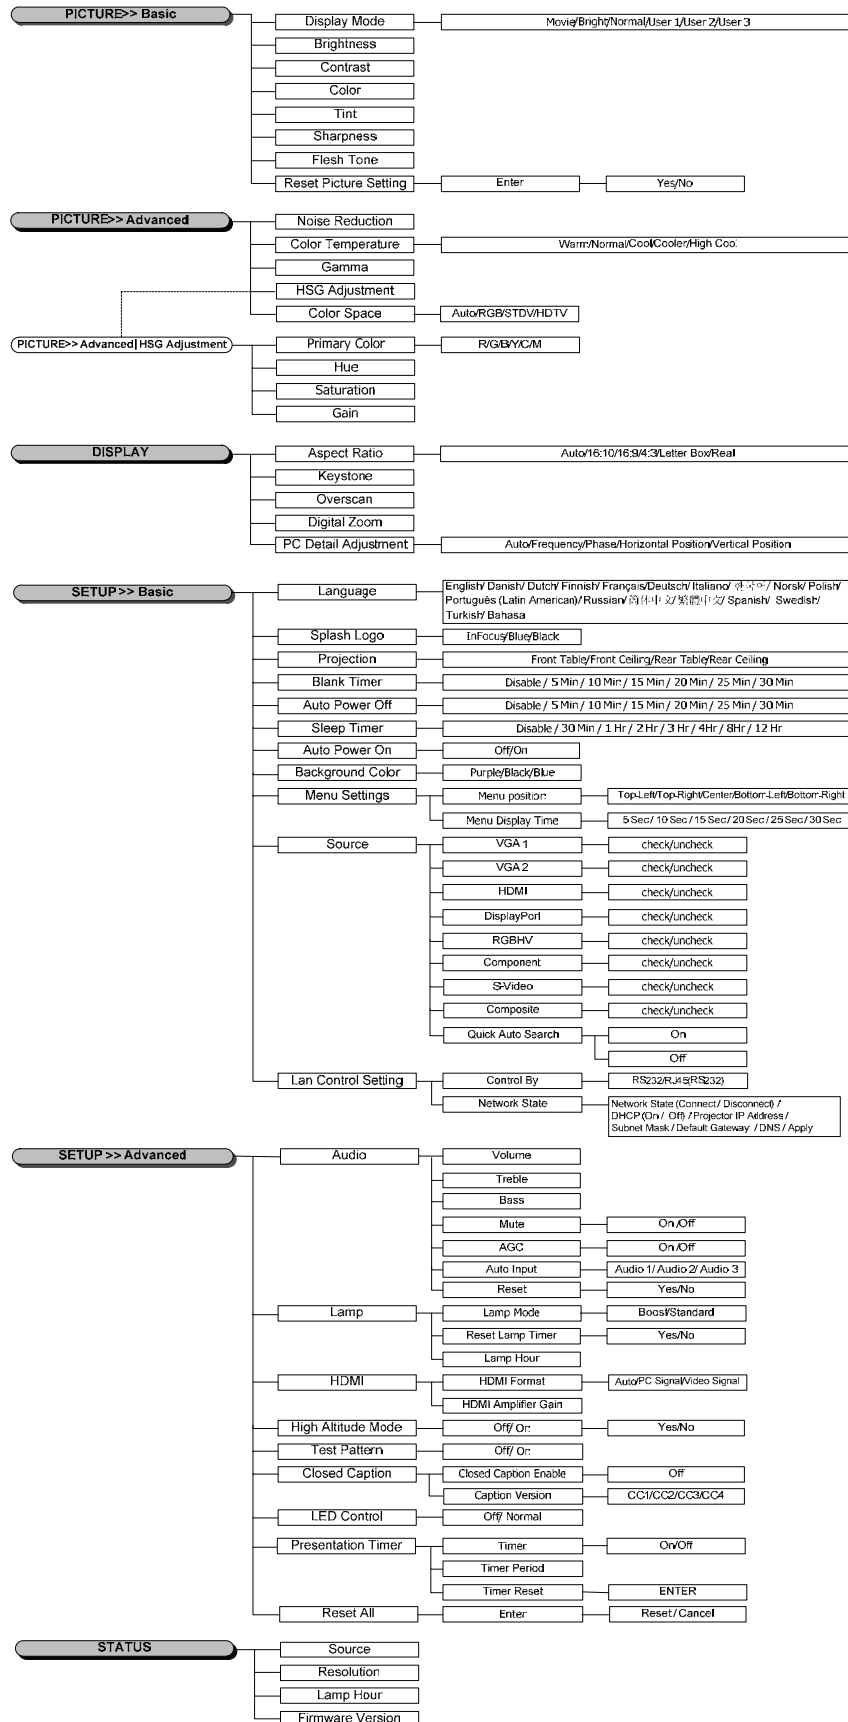 PICTURE>> Basic
Display Mode
Movie/Bright/Normal/User 1/User 2/User 3
Brightness
Contrast
Color
Tint
Sharpness
Flesh Tone
Reset Picture Setting
Enter
Yes/No
PICTURE>> Advanced
Noise Reduction
Color Temperature
Warm/Normal/Cool/Cooler/High Cool
Gamma
HSG Adjustment
Color Space
Auto/RGB/STDV/HDTV
PICTURE>> Advanced|HSG Adjustment
Primary Color
R/G/B/Y/C/M
Hue
Saturation
Gain
DISPLAY
Aspect Ratio
Auto/16:10/16:9/4:3/Letter Box/Real
Keystone
Overscan
Digital Zoom
PC Detail Adjustment
Auto/Frequency/Phase/Horizontal Position/Vertical Position
SETUP >> Basic
Language
English/ Danish/ Dutch/ Finnish/ Français/Deutsch/ Italiano/ 한국어/ Norsk/ Polish/
Português (Latin American)/ Russian/ 简体中文/ 繁體中文/ Spanish/ Swedish/
Turkish/ Bahasa
Splash Logo
InFocus/Blue/Black
Projection
Front Table/Front Ceiling/Rear Table/Rear Ceiling
Blank Timer
Disable / 5 Min / 10 Min / 15 Min / 20 Min / 25 Min / 30 Min
Auto Power Off
Disable / 5 Min / 10 Min / 15 Min / 20 Min / 25 Min / 30 Min
Sleep Timer
Disable / 30 Min / 1 Hr / 2 Hr / 3 Hr / 4Hr / 8Hr / 12 Hr
Auto Power On
Off/On
Background Color
Purple/Black/Blue
Menu Settings
Menu position
Top-Left/Top-Right/Center/Bottom-Left/Bottom-Right
Menu Display Time
5 Sec / 10 Sec / 15 Sec / 20 Sec / 25 Sec / 30 Sec
Source
VGA 1
check/uncheck
VGA 2
check/uncheck
HDMI
check/uncheck
DisplayPort
check/uncheck
RGBHV
check/uncheck
Component
check/uncheck
S-Video
check/uncheck
Composite
check/uncheck
Quick Auto Search
On
Off
Lan Control Setting
Control By
RS232/RJ45(RS232)
Network State
Network State (Connect / Disconnect) /
DHCP (On / Off) / Projector IP Address /
Subnet Mask / Default Gateway / DNS / Apply
SETUP >> Advanced
Audio
Volume
Treble
Bass
Mute
On /Off
AGC
On /Off
Auto Input
Audio 1/ Audio 2/ Audio 3
Reset
Yes/No
Lamp
Lamp Mode
Boost/Standard
Reset Lamp Timer
Yes/No
Lamp Hour
HDMI
HDMI Format
Auto/PC Signal/Video Signal
HDMI Amplifier Gain
High Altitude Mode
Off/ On
Yes/No
Test Pattern
Off/ On
Closed Caption
Closed Caption Enable
Off
Caption Version
CC1/CC2/CC3/CC4
LED Control
Off/ Normal
Presentation Timer
Timer
On/Off
Timer Period
Timer Reset
ENTER
Reset All
Enter
Reset / Cancel
STATUS
Source
Resolution
Lamp Hour
Firmware Version